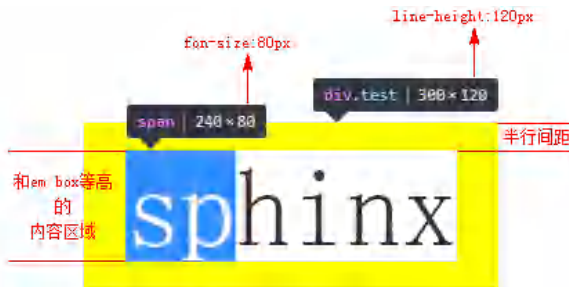 line-height:120px
fon-size:80px
div.test | 300×120
span | 240×80
半行间距
和em box等高
的
内容区域
sphinx